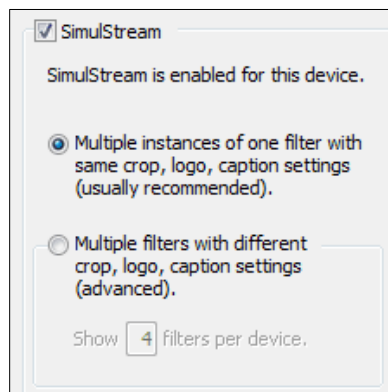 SimulStream
SimulStream is enabled for this device.
Multiple instances of one filter with
same crop, logo, caption settings
(usually recommended).
Multiple filters with different
crop, logo, caption settings
(advanced).
Show 4 filters per device.